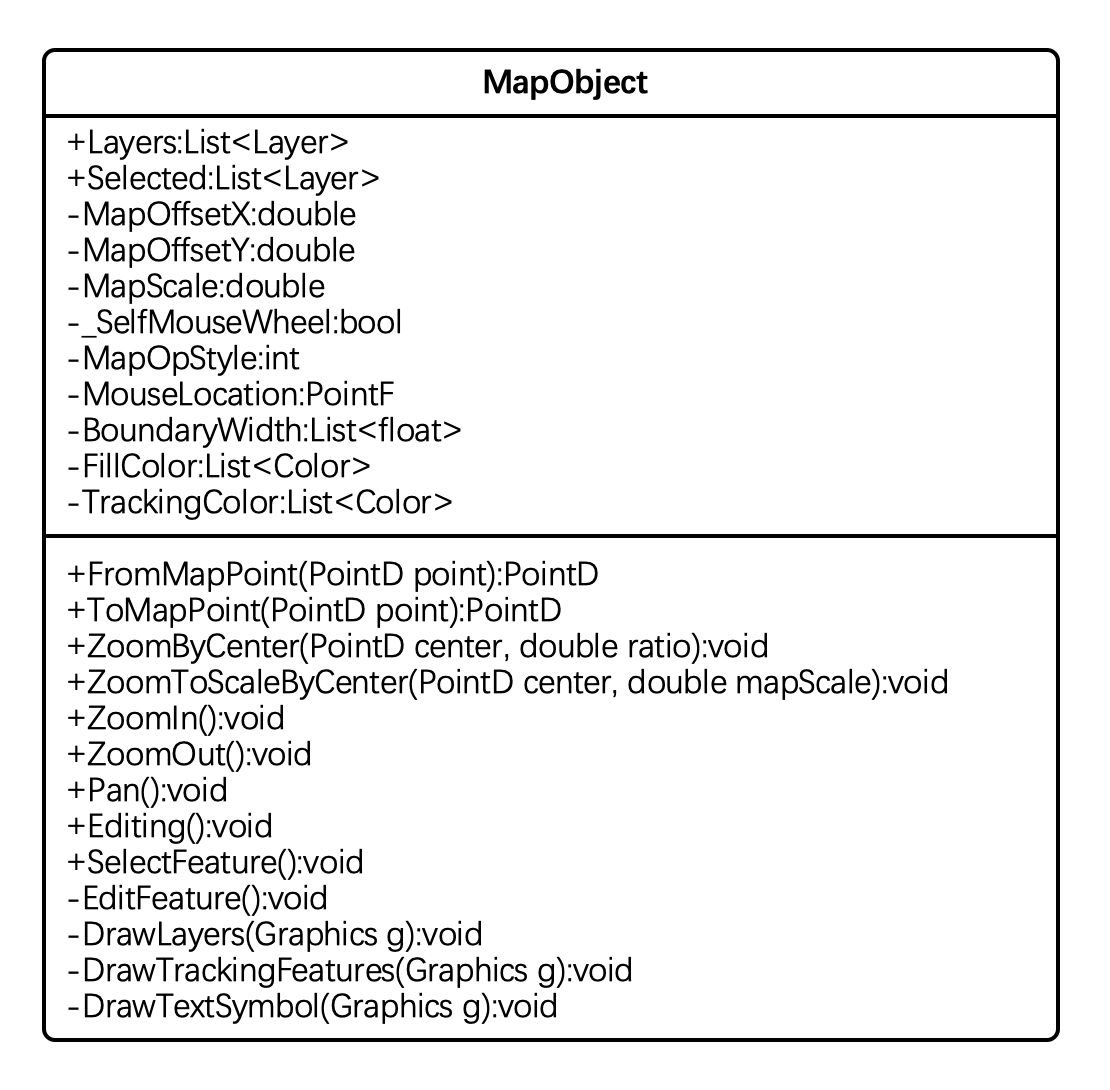 MapObject
+Layers:List<Layer>
+Selected:List<Layer>
-MapOffsetX:double
-MapOffsetY:double
-MapScale:double
-_SelfMouseWheel:bool
-MapOpStyle:int
-MouseLocation:PointF
-BoundaryWidth:List<float>
-FillColor:List<Color>
-TrackingColor:List<Color>
+FromMapPoint(PointD point):PointD
+ToMapPoint(PointD point):PointD
+ZoomByCenter(PointD center, double ratio):void
+ZoomToScaleByCenter(PointD center, double mapScale):void
+ZoomIn():void
+ZoomOut():void
+Pan():void
+Editing():void
+SelectFeature():void
-EditFeature():void
-DrawLayers(Graphics g):void
-DrawTrackingFeatures(Graphics g):void
-DrawTextSymbol(Graphics g):void